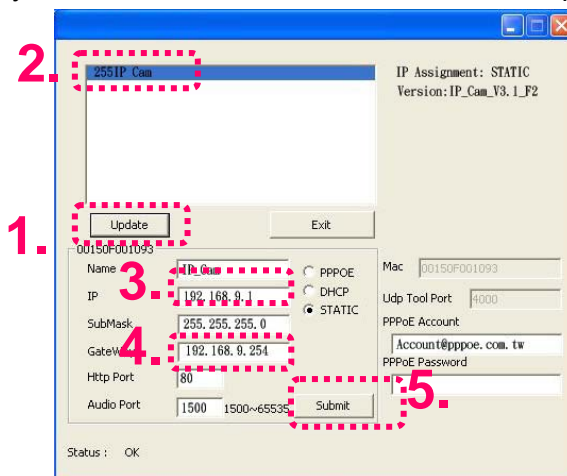 2.
255IP Cam
IP Assignment: STATIC
Version:IP_Cam_V3.1_F2
1.
Update
Exit
00150F001093
Name
IP_Cam
PPPOE
3.
IP
192.168.9.1
DHCP
STATIC
SubMask
255.255.255.0
4.
192.168.9.254
Http Port
80
Audio Port
1500
1500~65535
Submit
5.
Mac
00150F001093
Udp Tool Port
4000
PPPoE Account
Account@pppoe.com.tw
PPPoE Password
Status : OK